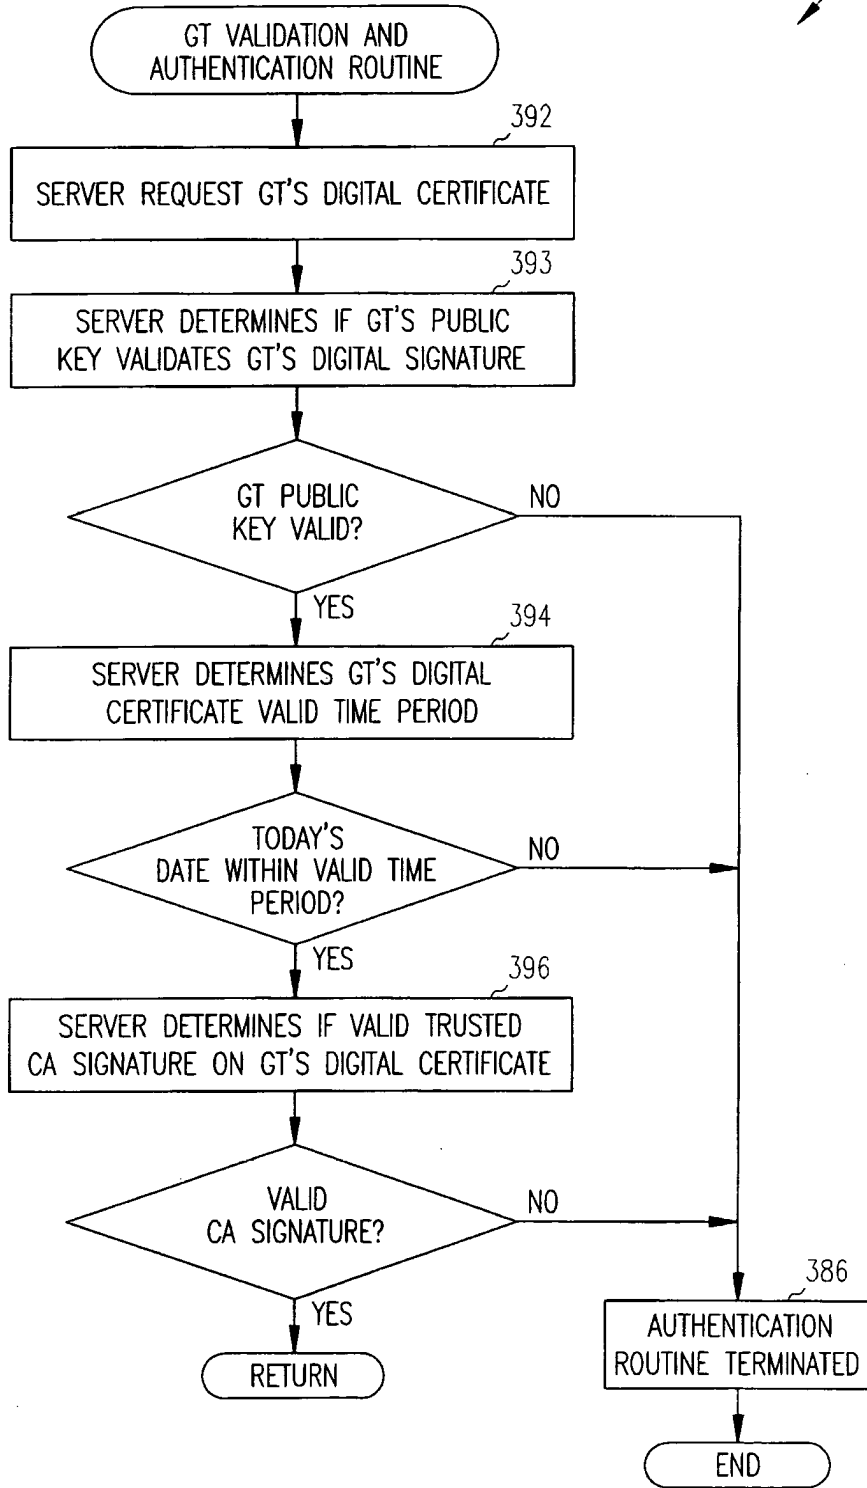 GT VALIDATION AND
AUTHENTICATION ROUTINE
392
SERVER REQUEST GT'S DIGITAL CERTIFICATE
393
SERVER DETERMINES IF GT'S PUBLIC
KEY VALIDATES GT'S DIGITAL SIGNATURE
GT PUBLIC
KEY VALID?
NO
YES
394
SERVER DETERMINES GT'S DIGITAL
CERTIFICATE VALID TIME PERIOD
TODAY'S
DATE WITHIN VALID TIME
PERIOD?
NO
YES
396
SERVER DETERMINES IF VALID TRUSTED
CA SIGNATURE ON GT'S DIGITAL CERTIFICATE
VALID
CA SIGNATURE?
NO
YES
RETURN
386
AUTHENTICATION
ROUTINE TERMINATED
END